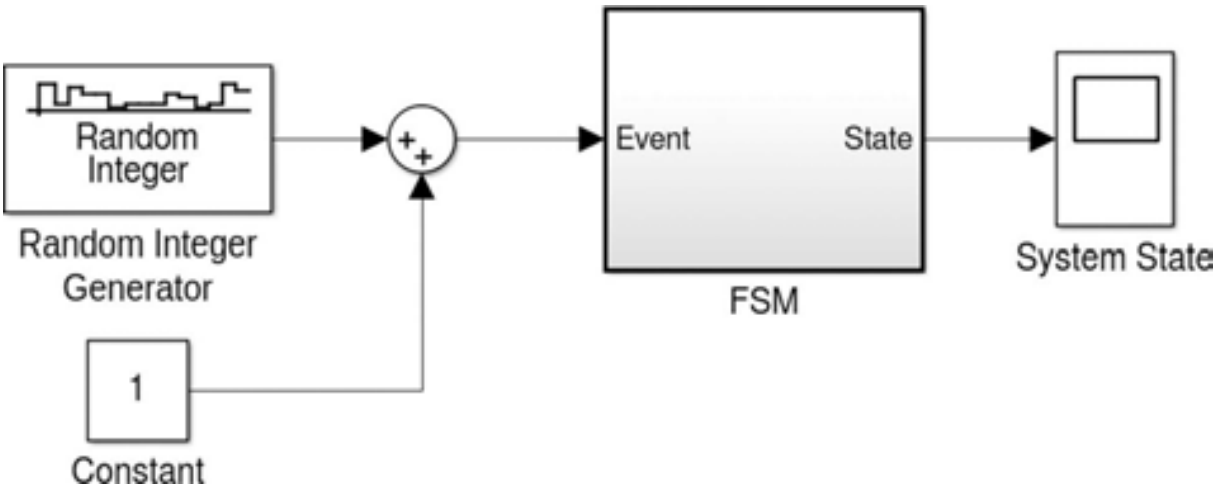 Random
Integer
Random Integer
Generator
1
Constant
+
+
Event
State
FSM
System State